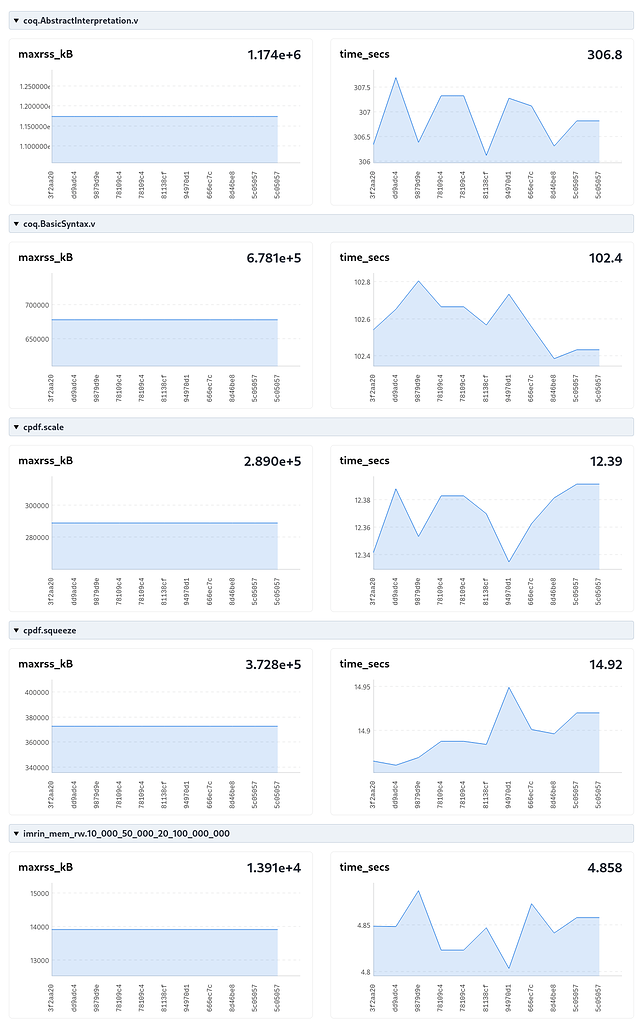 ▼ coq.AbstractInterpretation.v
maxrss_kB 1.174e+6
1.250000e
1.200000e
1.150000e
1.100000e
3f2aa20 dd9adc4 9879d9e 78109c4 78109c4 81138cf 94970d1 666ec7c 8d46be8 5c05057 5c05057
time_secs 306.8
307.5
307
306.5
306
3f2aa20 dd9adc4 9879d9e 78109c4 78109c4 81138cf 94970d1 666ec7c 8d46be8 5c05057 5c05057
▼ coq.BasicSyntax.v
maxrss_kB 6.781e+5
700000
650000
3f2aa20 dd9adc4 9879d9e 78109c4 78109c4 81138cf 94970d1 666ec7c 8d46be8 5c05057 5c05057
time_secs 102.4
102.8
102.6
102.4
3f2aa20 dd9adc4 9879d9e 78109c4 78109c4 81138cf 94970d1 666ec7c 8d46be8 5c05057 5c05057
▼ cpdf.scale
maxrss_kB 2.890e+5
300000
280000
3f2aa20 dd9adc4 9879d9e 78109c4 78109c4 81138cf 94970d1 666ec7c 8d46be8 5c05057 5c05057
time_secs 12.39
12.38
12.36
12.34
3f2aa20 dd9adc4 9879d9e 78109c4 78109c4 81138cf 94970d1 666ec7c 8d46be8 5c05057 5c05057
▼ cpdf.squeeze
maxrss_kB 3.728e+5
400000
380000
360000
340000
3f2aa20 dd9adc4 9879d9e 78109c4 78109c4 81138cf 94970d1 666ec7c 8d46be8 5c05057 5c05057
time_secs 14.92
14.95
14.9
3f2aa20 dd9adc4 9879d9e 78109c4 78109c4 81138cf 94970d1 666ec7c 8d46be8 5c05057 5c05057
▼ imrin_mem_rw.10_000_50_000_20_100_000_000
maxrss_kB 1.391e+4
15000
14000
13000
3f2aa20 dd9adc4 9879d9e 78109c4 78109c4 81138cf 94970d1 666ec7c 8d46be8 5c05057 5c05057
time_secs 4.858
4.85
4.8
3f2aa20 dd9adc4 9879d9e 78109c4 78109c4 81138cf 94970d1 666ec7c 8d46be8 5c05057 5c05057